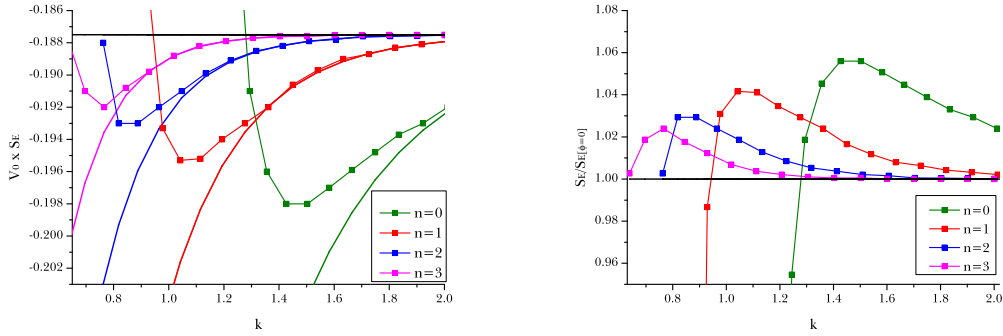 -0.186
-0.188
-0.190
-0.192
-0.194
-0.196
-0.198
-0.200
-0.202
V0 x SE
0.8
1.0
1.2
1.4
1.6
1.8
2.0
k
n=0
n=1
n=2
n=3
1.08
1.06
1.04
1.02
1.00
0.98
0.96
SE/SE[ϕ=0]
0.8
1.0
1.2
1.4
1.6
1.8
2.0
k
n=0
n=1
n=2
n=3